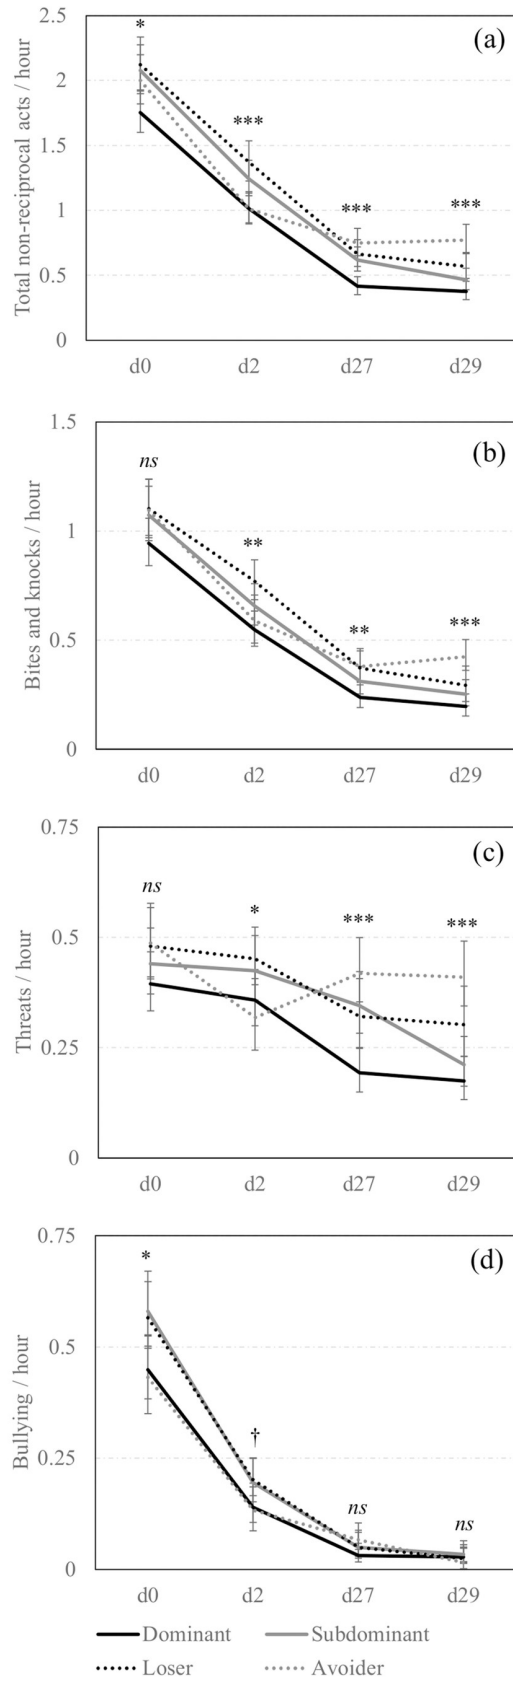 (a)
Total non-reciprocal acts / hour
2.5
2
1.5
1
0.5
0
*
***
***
***
d0 d2 d27 d29
(b)
Bites and knocks / hour
1.5
1
0.5
0
ns
**
**
***
d0 d2 d27 d29
(c)
Threats / hour
0.75
0.5
0.25
0
ns
*
***
***
d0 d2 d27 d29
(d)
Bullying / hour
0.75
0.5
0.25
0
*
†
ns
ns
d0 d2 d27 d29
Dominant Subdominant
Loser Avoider